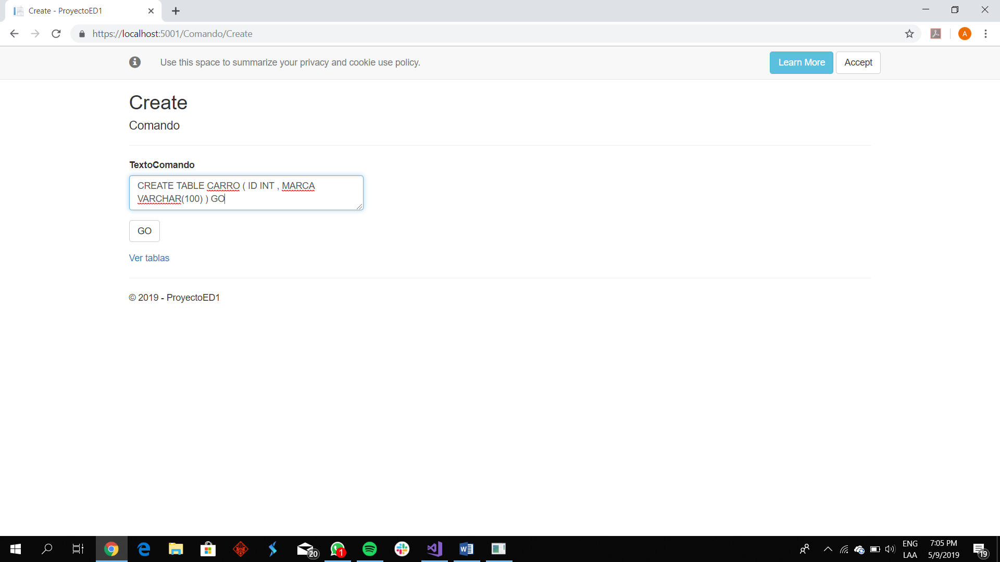 Create - ProyectoED1
https://localhost:5001/Comando/Create
A
Use this space to summarize your privacy and cookie use policy.
Learn More
Accept
Create
Comando
TextoComando
CREATE TABLE CARRO ( ID INT , MARCA
VARCHAR(100) ) GO
GO
Ver tablas
© 2019 - ProyectoED1
20
1
ENG
LAA
7:05 PM
5/9/2019
19